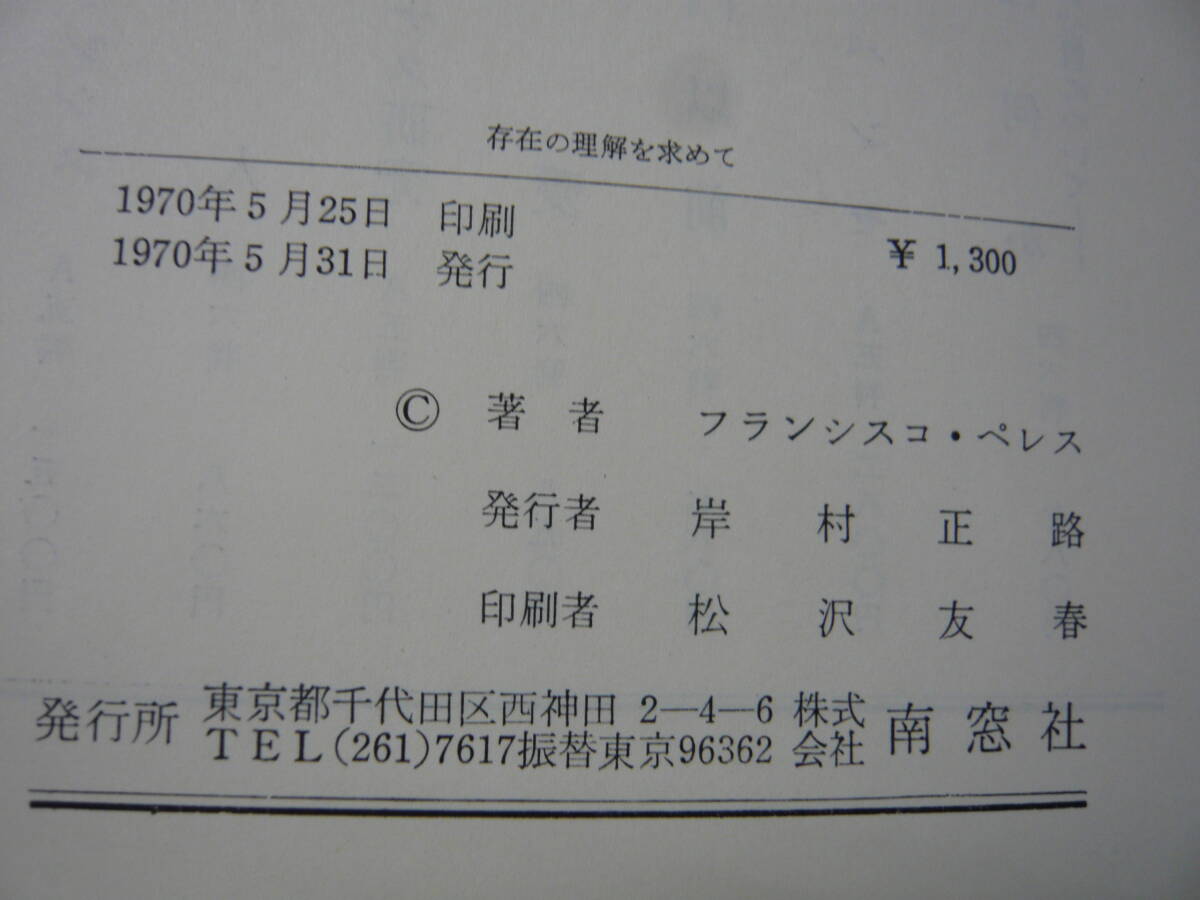 存在の理解を求めて
1970年5月25日 印刷
1970年5月31日 発行
¥ 1,300
© 著者 フランシスコ・ペレス
発行者 岸村正路
印刷者 松沢友春
発行所 東京都千代田区西神田 2―4―6 株式会社 南窓社
TEL(261)7617振替東京96362